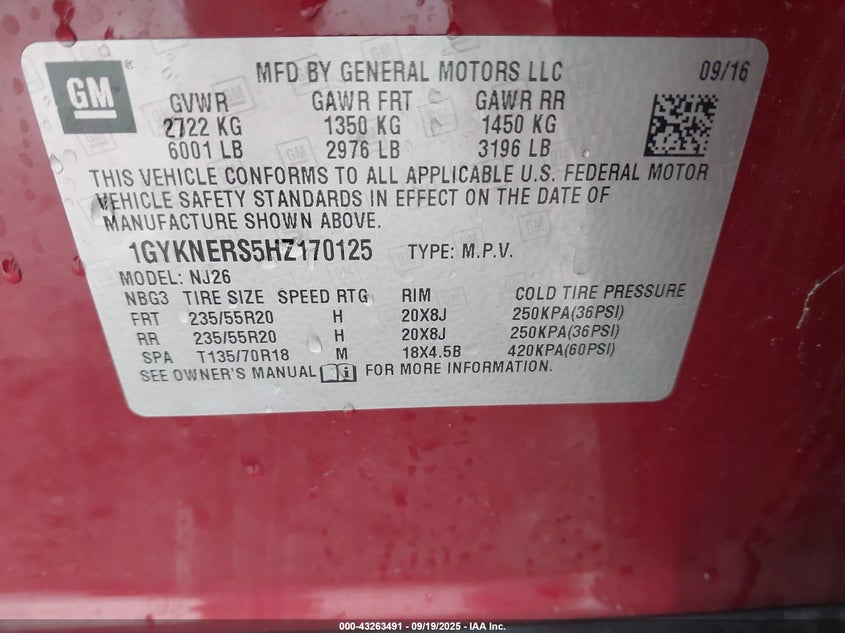 GM®
MFD BY GENERAL MOTORS LLC 09/16
GVWR GAWR FRT GAWR RR
2722 KG 1350 KG 1450 KG
6001 LB 2976 LB 3196 LB
THIS VEHICLE CONFORMS TO ALL APPLICABLE U.S. FEDERAL MOTOR
VEHICLE SAFETY STANDARDS IN EFFECT ON THE DATE OF
MANUFACTURE SHOWN ABOVE.
1GYKNERS5HZ170125 TYPE: M.P.V.
MODEL: NJ26
NBG3 TIRE SIZE SPEED RTG RIM COLD TIRE PRESSURE
FRT 235/55R20 H 20X8J 250KPA(36PSI)
RR 235/55R20 H 20X8J 250KPA(36PSI)
SPA T135/70R18 M 18X4.5B 420KPA(60PSI)
SEE OWNER'S MANUAL FOR MORE INFORMATION.
000-43263491 - 09/19/2025 - IAA Inc.